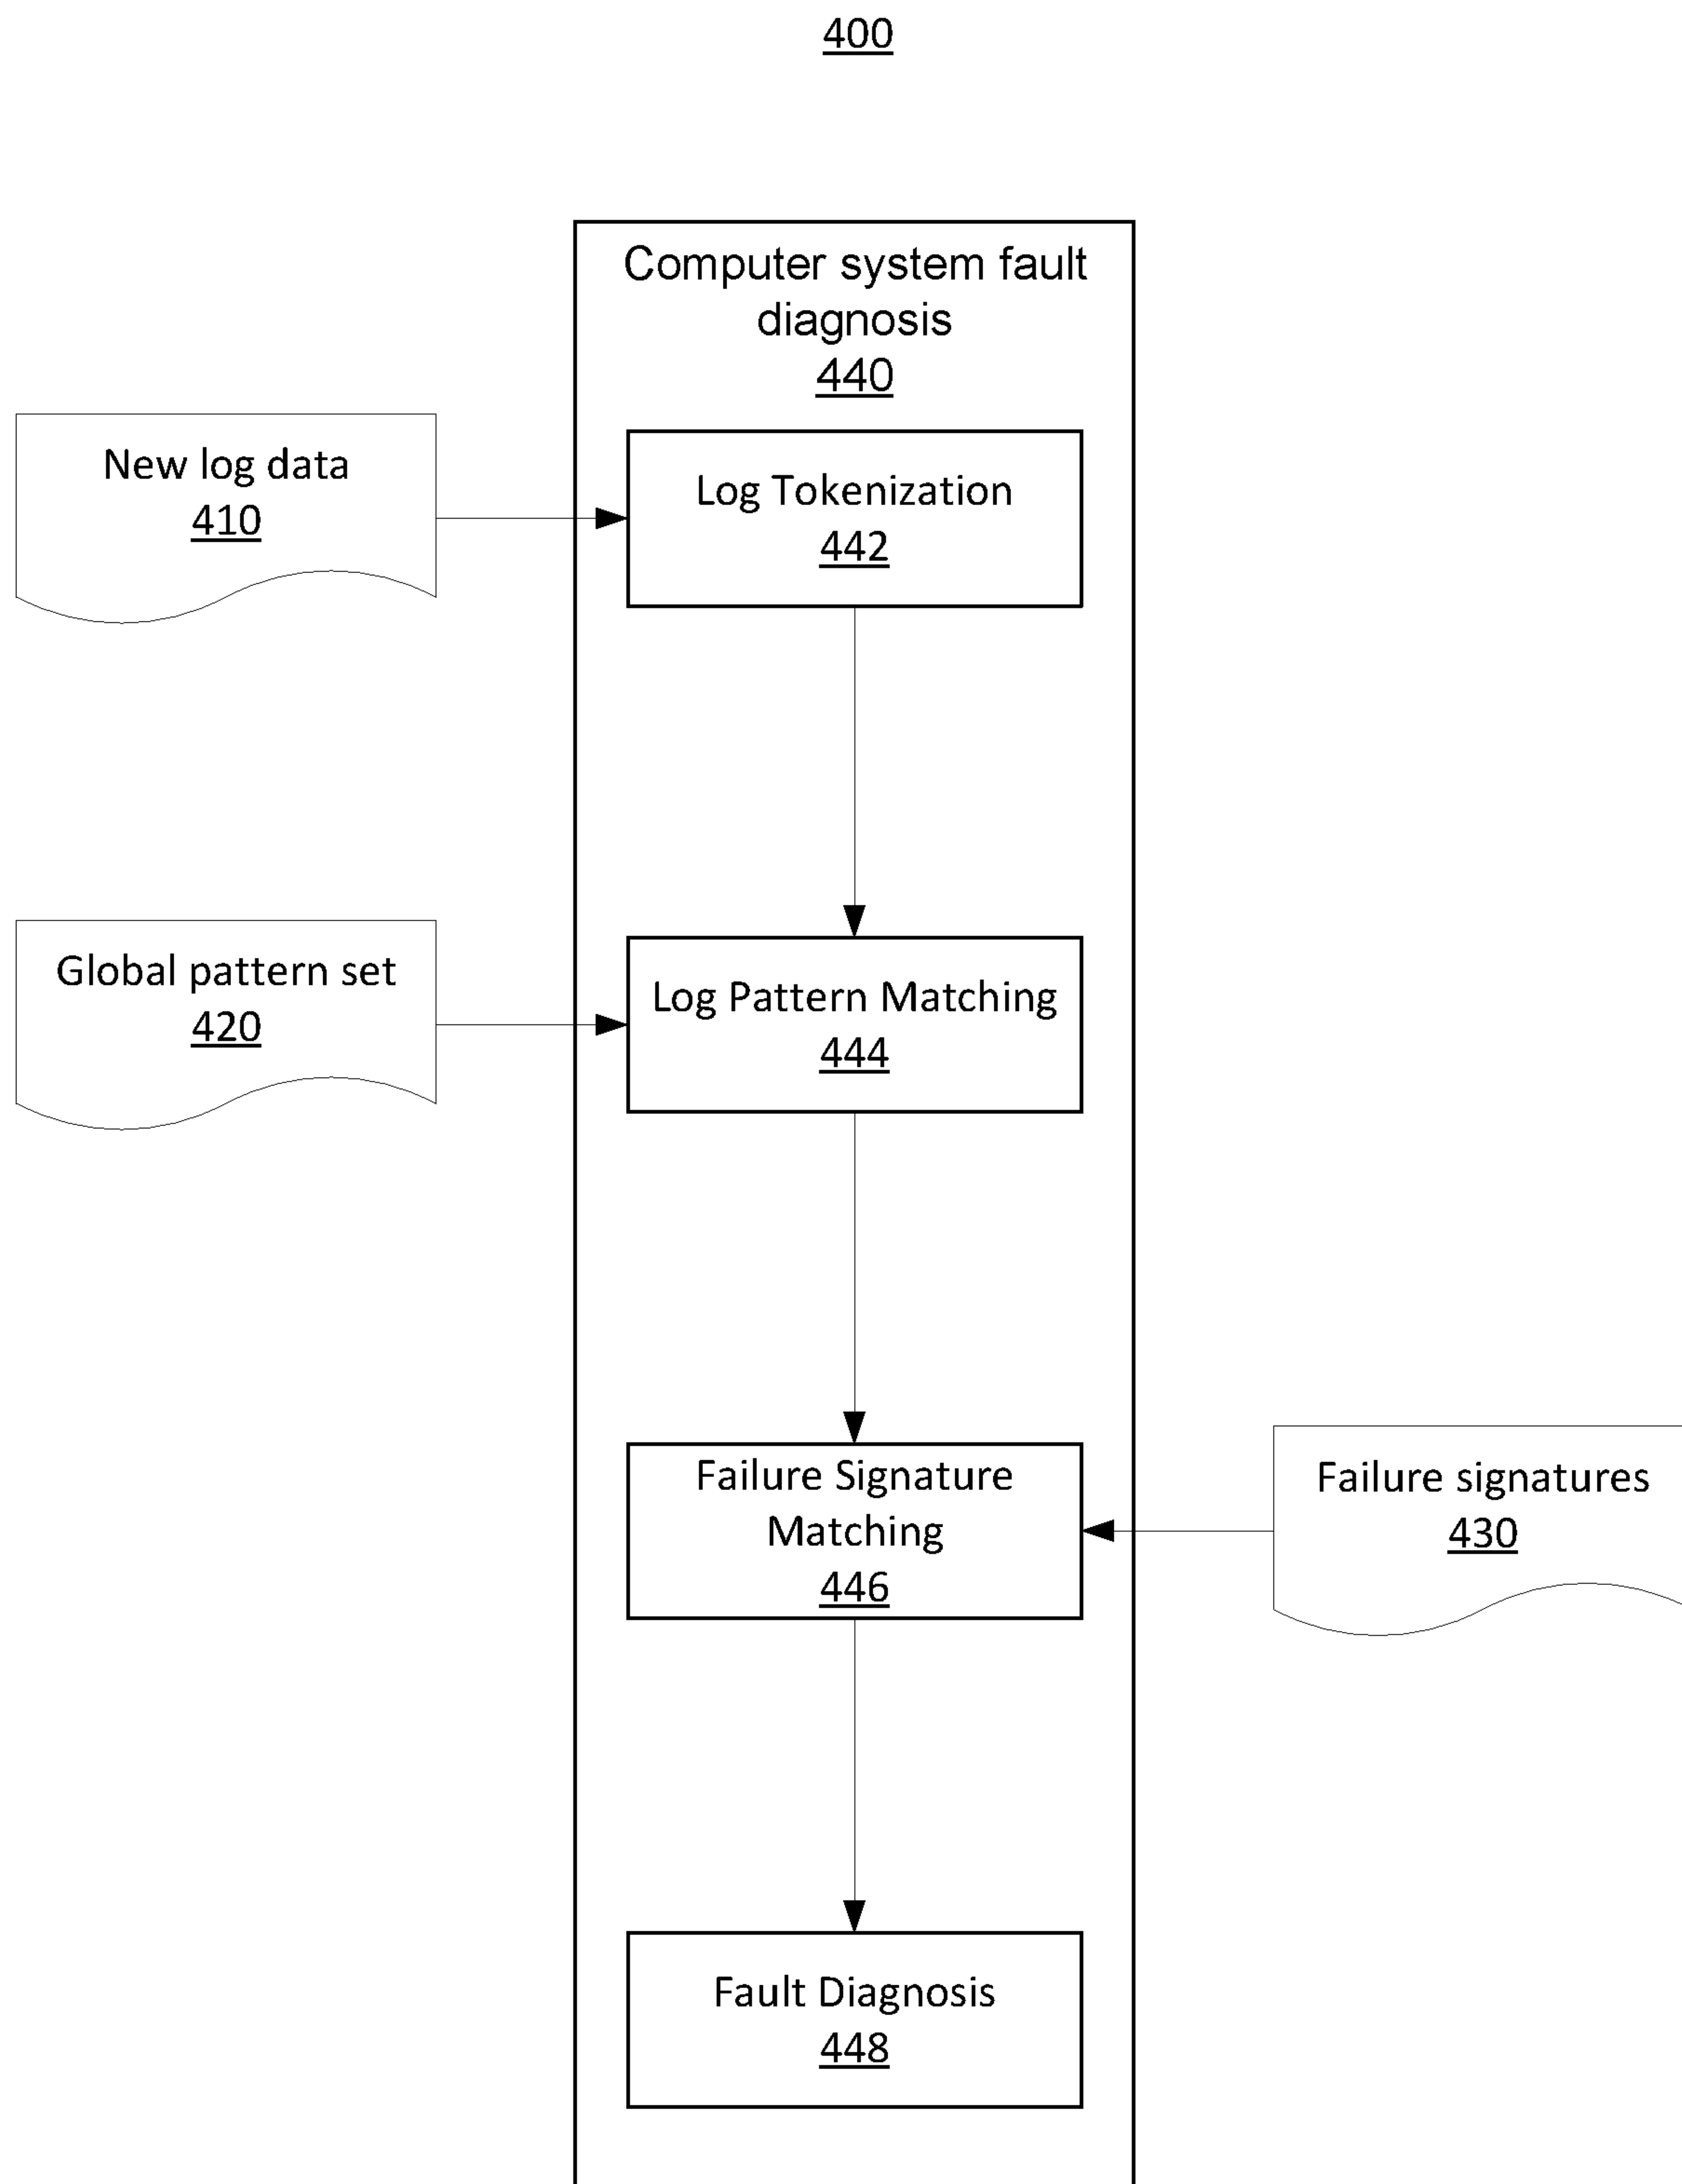 400
Computer system fault
diagnosis
440
New log data
410
Log Tokenization
442
Global pattern set
420
Log Pattern Matching
444
Failure Signature
Matching
446
Failure signatures
430
Fault Diagnosis
448